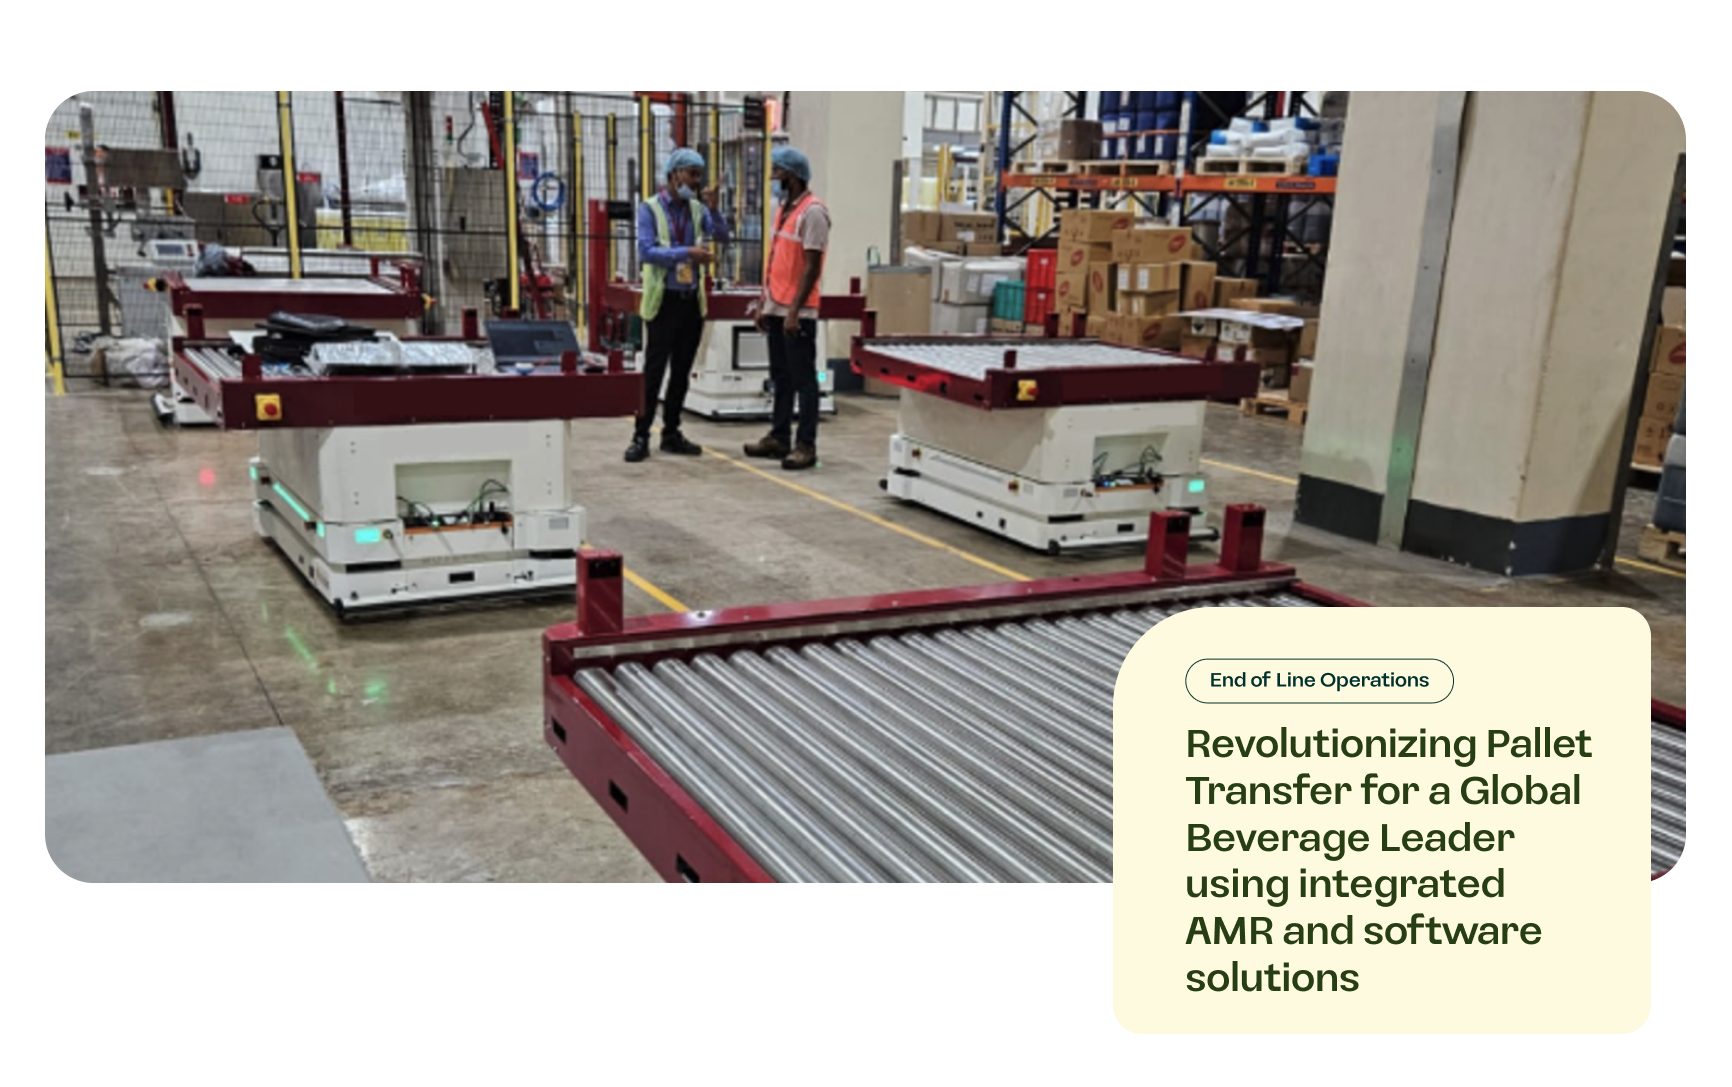 End of Line Operations
Revolutionizing Pallet
Transfer for a Global
Beverage Leader
using integrated
AMR and software
solutions